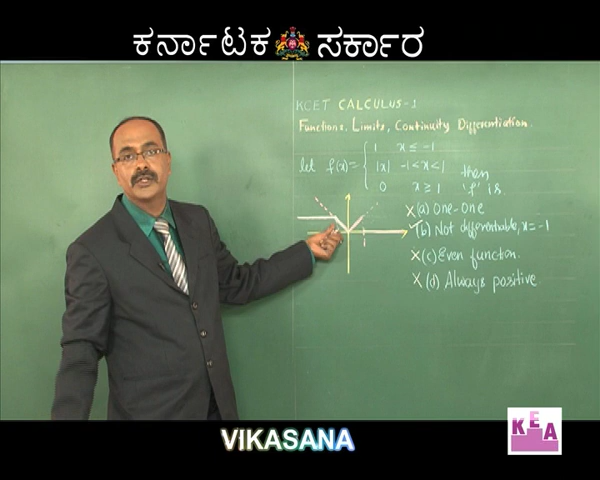 ಕರ್ನಾಟಕ ಸರ್ಕಾರ
KCET CALCULUS-1
Functions, Limits, Continuity Differentiation.
let f(x) = { 1 x ≤ -1
|x| -1 < x < 1 then
0 x ≥ 1 'f' is.
X (a) One-One
(b) Not differentiable, x = -1
X (c) Even function.
X (d) Always positive
VIKASANA
KEA